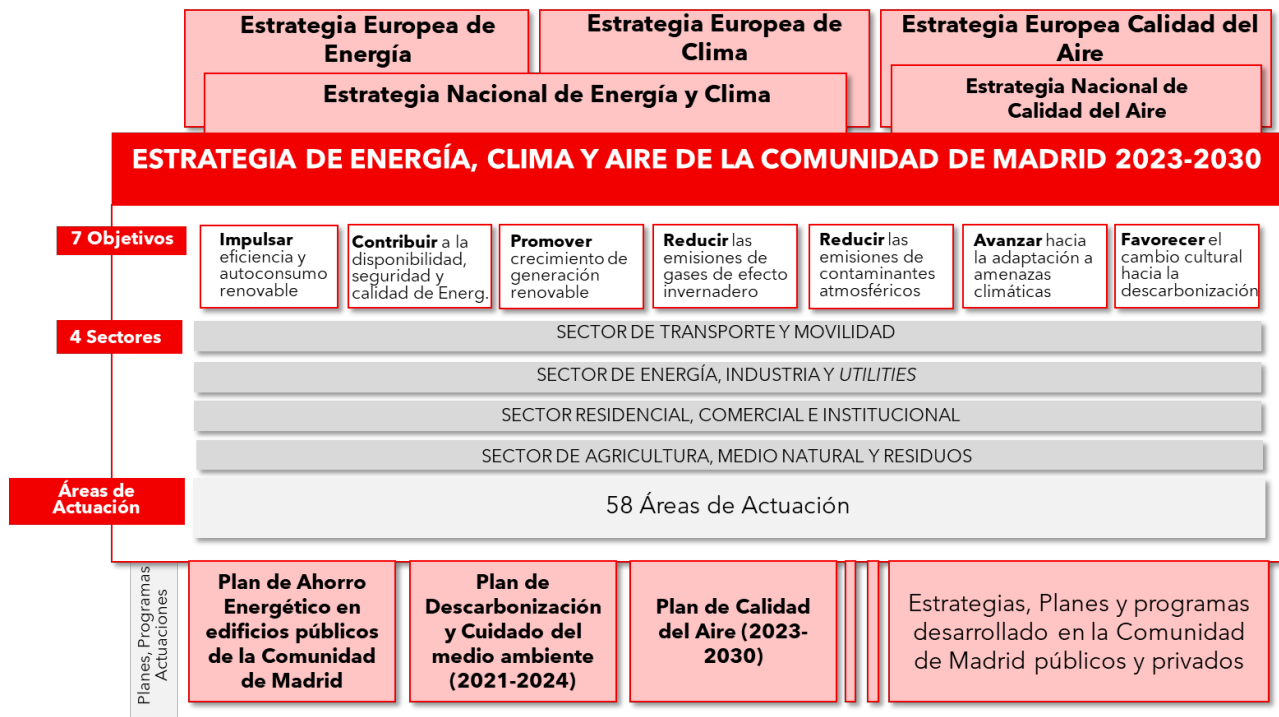 Estrategia Europea de
Energía
Estrategia Europea de
Clima
Estrategia Europea Calidad del
Aire
Estrategia Nacional de Energía y Clima
Estrategia Nacional de
Calidad del Aire
ESTRATEGIA DE ENERGÍA, CLIMA Y AIRE DE LA COMUNIDAD DE MADRID 2023-2030
7 Objetivos
Impulsar
eficiencia y
autoconsumo
renovable
Contribuir a la
disponibilidad,
seguridad y
calidad de Energ.
Promover
crecimiento de
generación
renovable
Reducir las
emisiones de
gases de efecto
invernadero
Reducir las
emisiones de
contaminantes
atmosféricos
Avanzar hacia
la adaptación a
amenazas
climáticas
Favorecer el
cambio cultural
hacia la
descarbonización
4 Sectores
SECTOR DE TRANSPORTE Y MOVILIDAD
SECTOR DE ENERGÍA, INDUSTRIA Y UTILITIES
SECTOR RESIDENCIAL, COMERCIAL E INSTITUCIONAL
SECTOR DE AGRICULTURA, MEDIO NATURAL Y RESIDUOS
Áreas de
Actuación
58 Áreas de Actuación
Planes, Programas
Actuaciones
Plan de Ahorro
Energético en
edificios públicos
de la Comunidad
de Madrid
Plan de
Descarbonización
y Cuidado del
medio ambiente
(2021-2024)
Plan de Calidad
del Aire (2023-
2030)
Estrategias, Planes y programas
desarrollado en la Comunidad
de Madrid públicos y privados